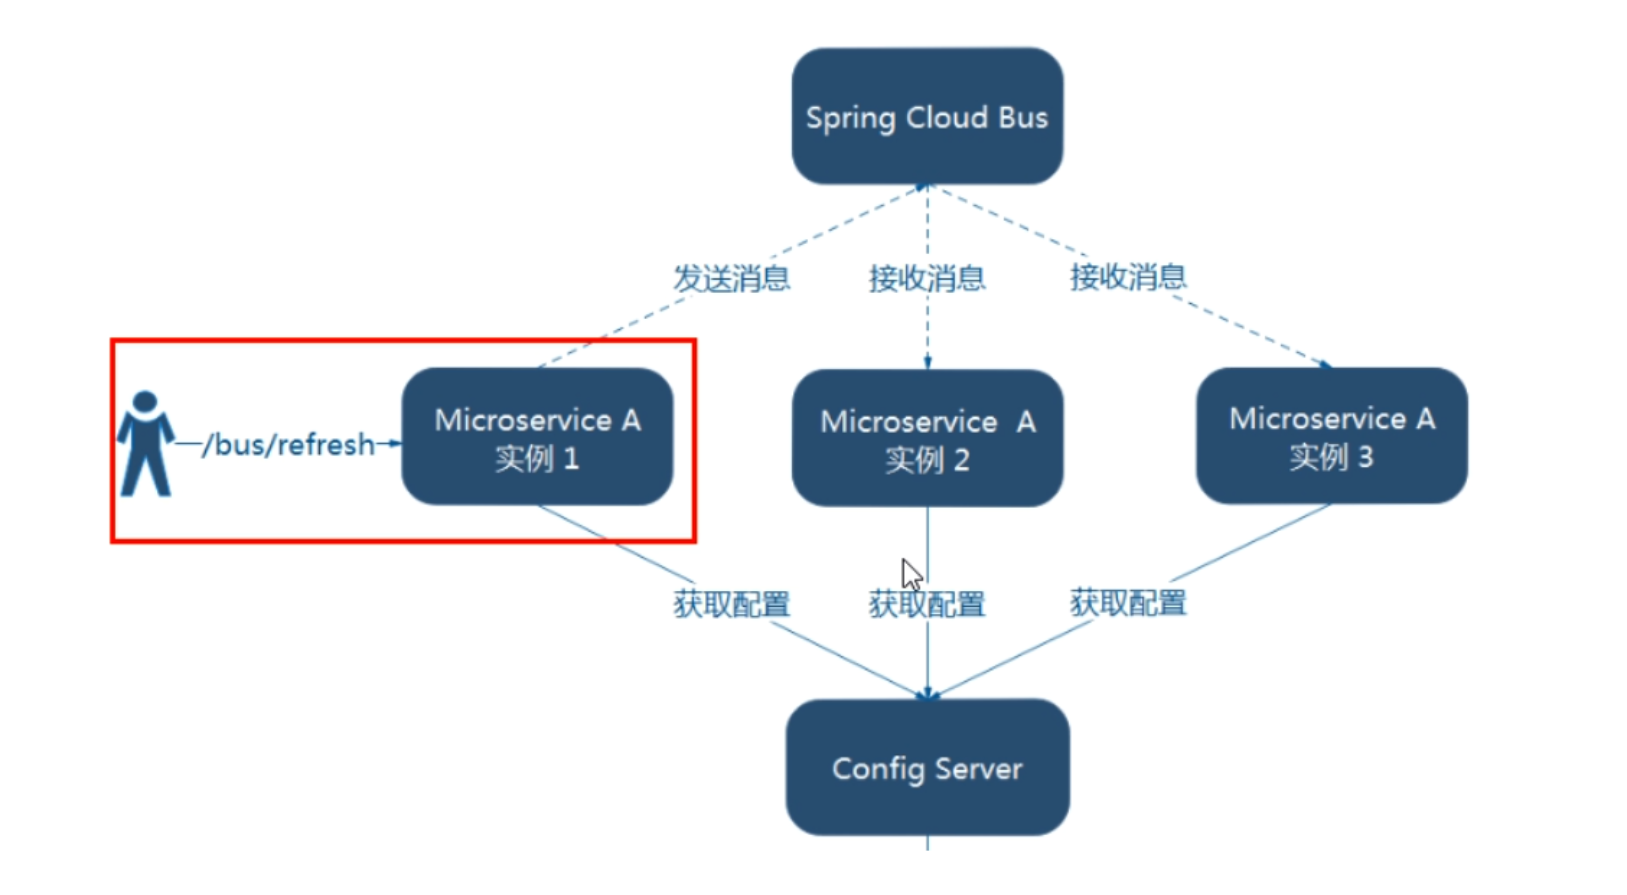 Spring Cloud Bus
发送消息
接收消息
接收消息
/bus/refresh
Microservice A
实例 1
Microservice A
实例 2
Microservice A
实例 3
获取配置
获取配置
获取配置
Config Server